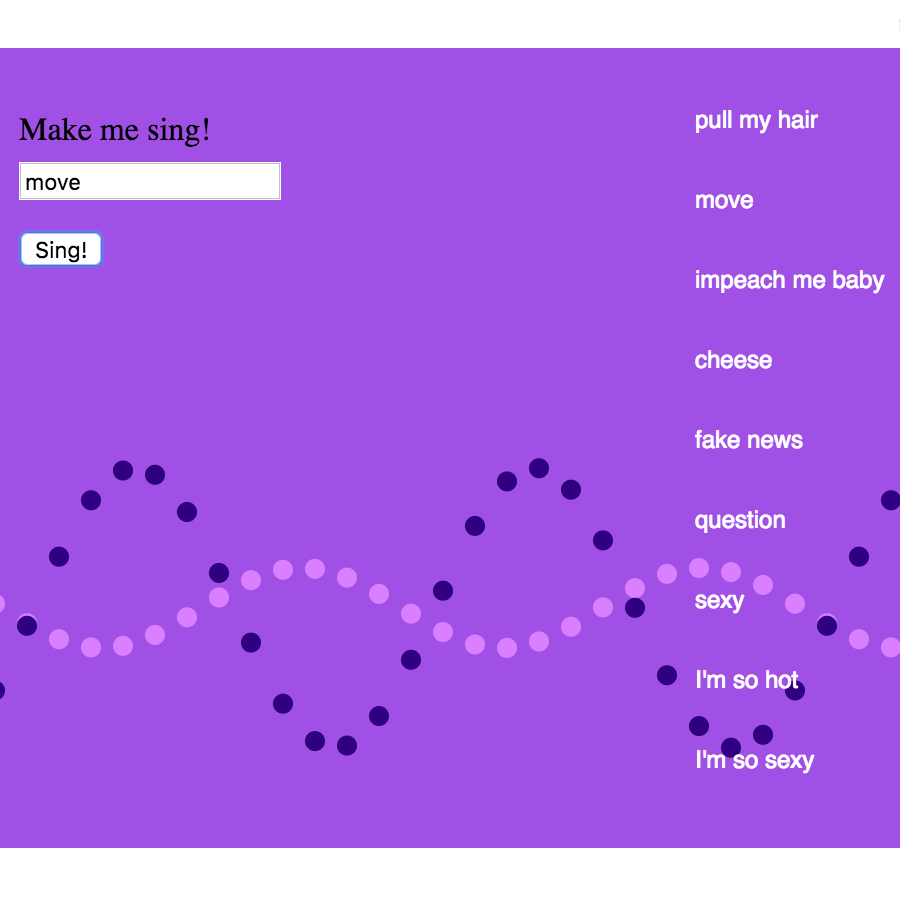 Make me sing!
move
Sing!
pull my hair
move
impeach me baby
cheese
fake news
question
sexy
I'm so hot
I'm so sexy